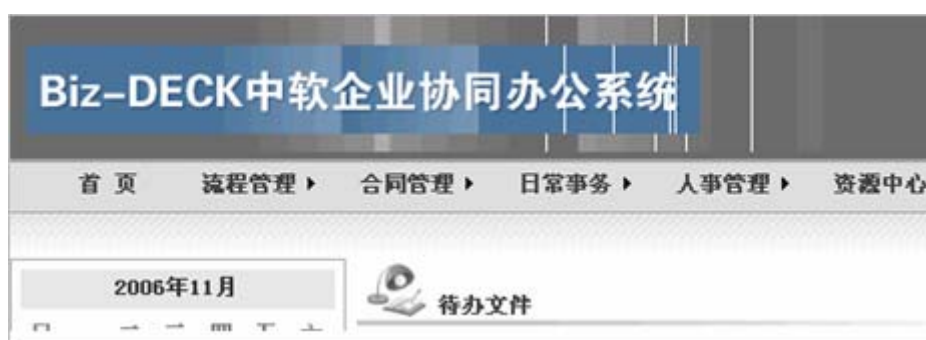 Biz-DECK中软企业协同办公系统
首 页 流程管理 合同管理 日常事务 人事管理 资源中心
2006年11月
待办文件